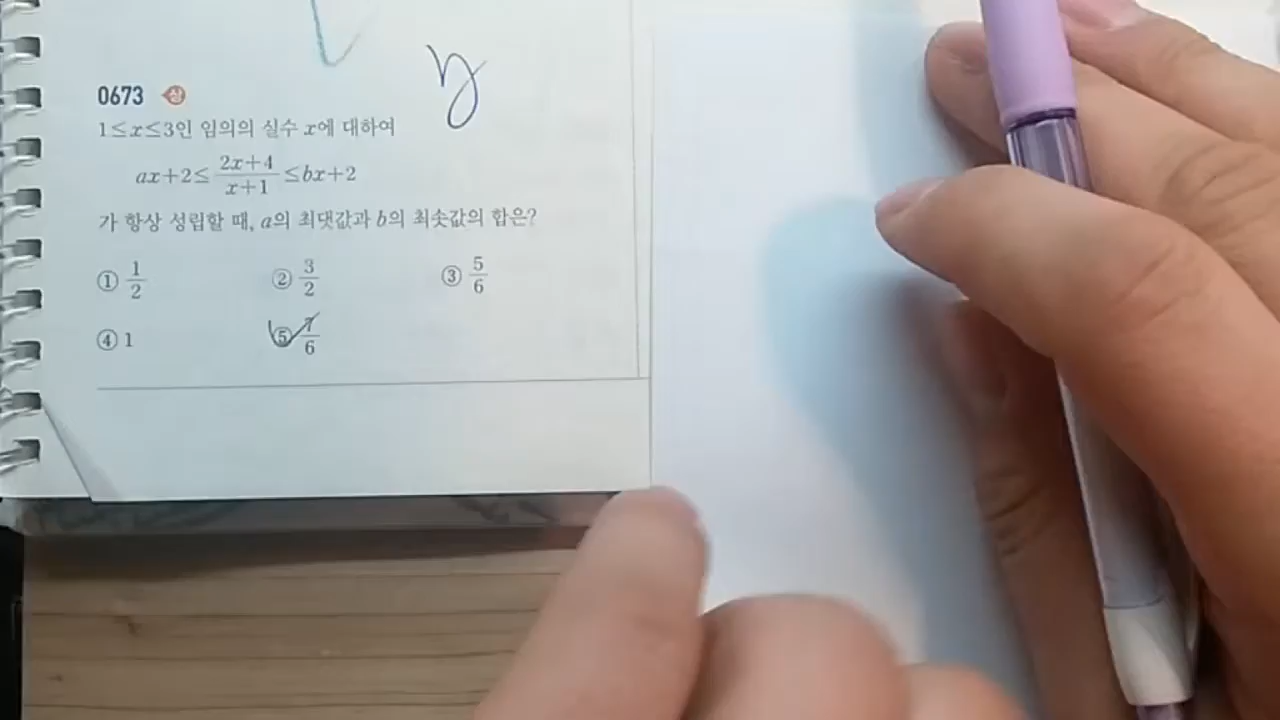 0673 상
1≤x≤3인 임의의 실수 x에 대하여
ax+2≤ (2x+4)/(x+1) ≤bx+2
가 항상 성립할 때, a의 최댓값과 b의 최솟값의 합은?
① 1/2 ② 3/2 ③ 5/6
④ 1 ⑤ 7/6